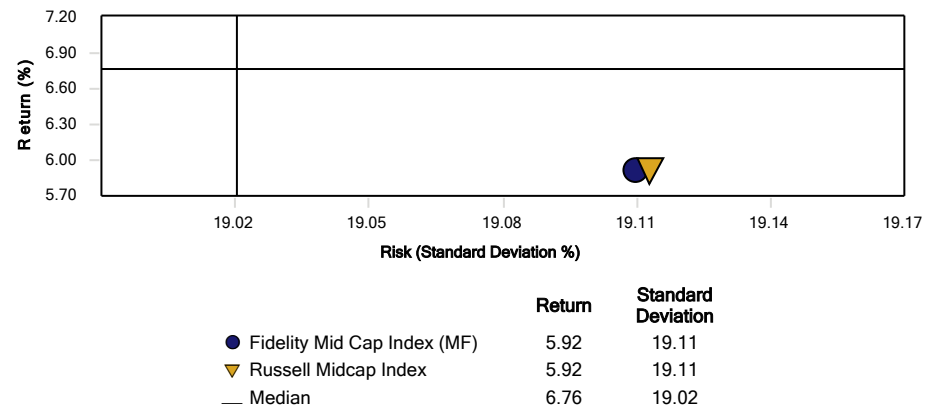 7.20
6.90
6.60
6.30
6.00
5.70
Return (%)
19.02 19.05 19.08 19.11 19.14 19.17
Risk (Standard Deviation %)
Return Standard Deviation
Fidelity Mid Cap Index (MF) 5.92 19.11
Russell Midcap Index 5.92 19.11
Median 6.76 19.02